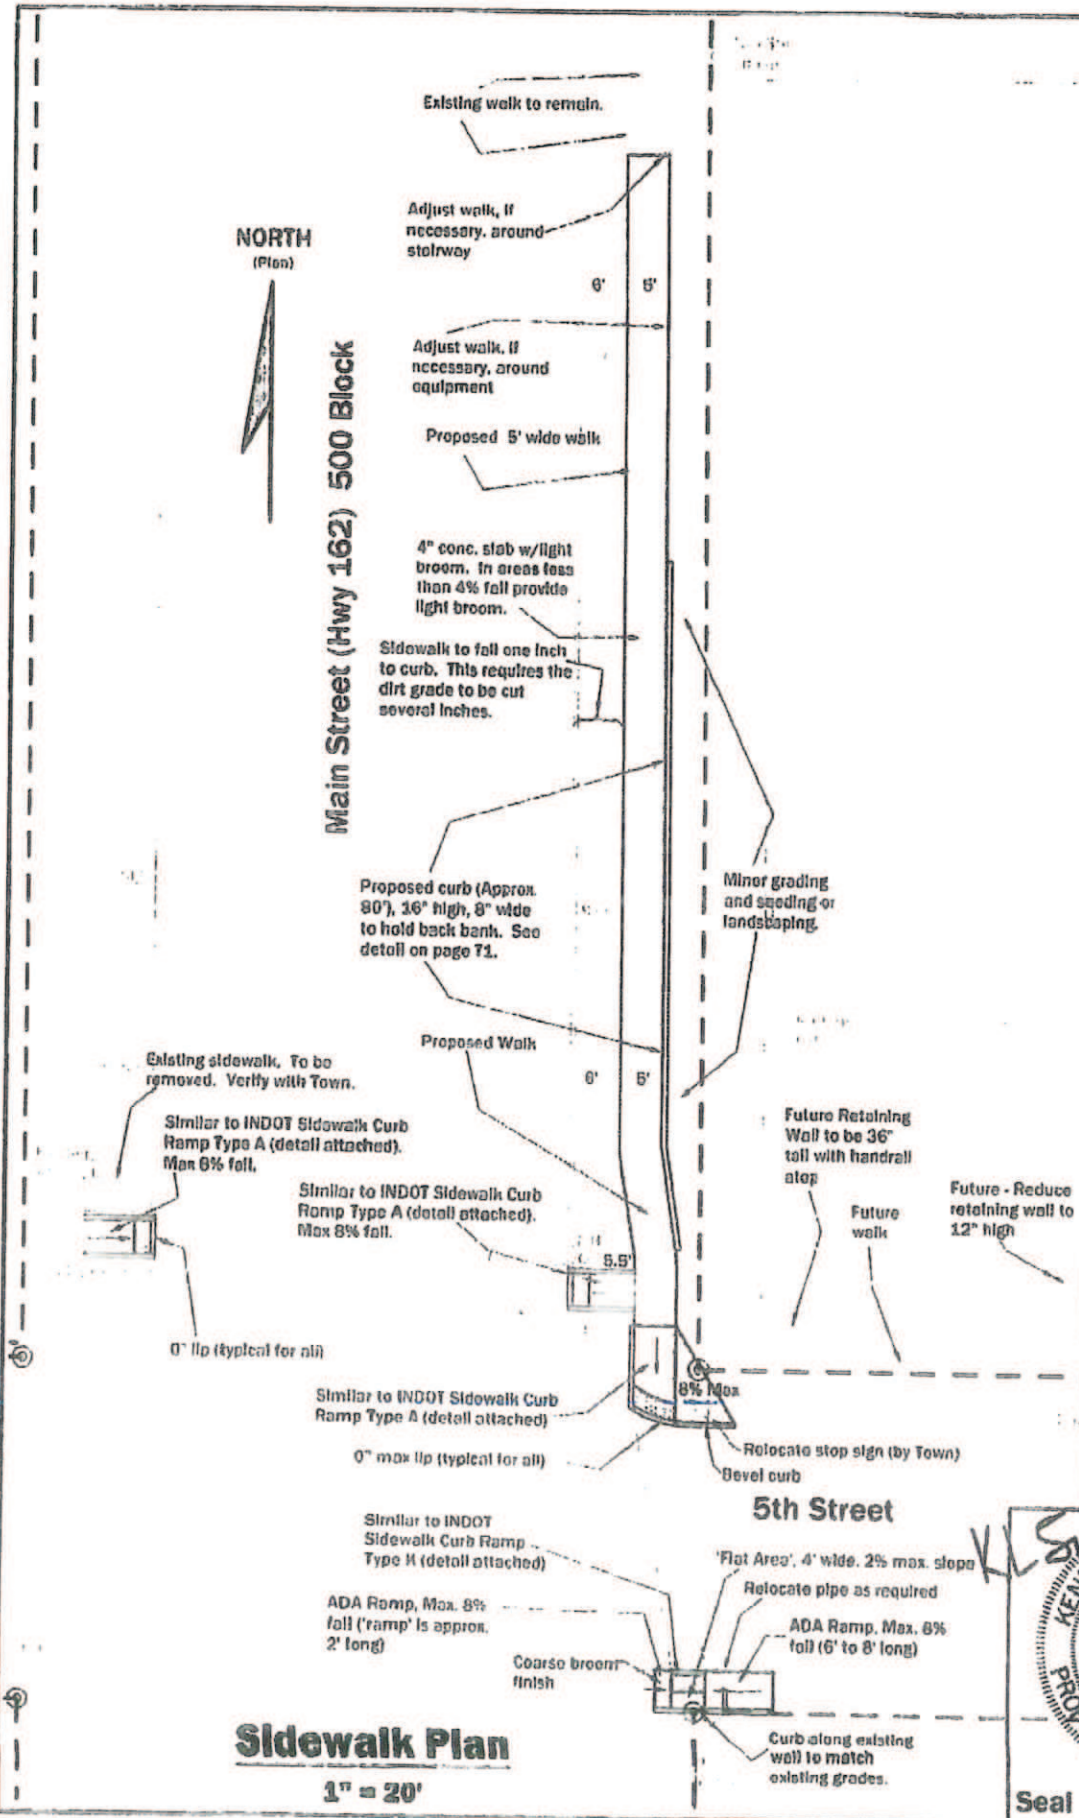 Existing walk to remain.
Adjust walk, if
necessary, around
stairway
NORTH
(Plan)
6' 5'
Adjust walk, if
necessary, around
equipment
Main Street (Hwy 162) 500 Block
Proposed 5' wide walk
4" conc. slab w/light
broom. In areas less
than 4% fall provide
light broom.
Sidewalk to fall one inch
to curb. This requires the
dirt grade to be cut
several inches.
Proposed curb (Approx.
80'), 16" high, 8" wide
to hold back bank. See
detail on page 71.
Minor grading
and seeding or
landscaping.
Proposed Walk
6' 5'
Existing sidewalk. To be
removed. Verify with Town.
Similar to INDOT Sidewalk Curb
Ramp Type A (detail attached).
Max 8% fall.
Similar to INDOT Sidewalk Curb
Ramp Type A (detail attached).
Max 8% fall.
5.5'
Future Retaining
Wall to be 36"
tall with handrail
atop
Future
walk
Future - Reduce
retaining wall to
12" high
0" lip (typical for all)
Similar to INDOT Sidewalk Curb
Ramp Type A (detail attached)
8% Max
0" max lip (typical for all)
Relocate stop sign (by Town)
Bevel curb
5th Street
Similar to INDOT
Sidewalk Curb Ramp
Type K (detail attached)
'Flat Area', 4' wide. 2% max. slope
Relocate pipe as required
ADA Ramp, Max. 8%
fall ('ramp' is approx.
2' long)
ADA Ramp, Max. 8%
fall (6' to 8' long)
Coarse broom
finish
Curb along existing
wall to match
existing grades.
Sidewalk Plan
1" = 20'
KEN
PRO
Seal